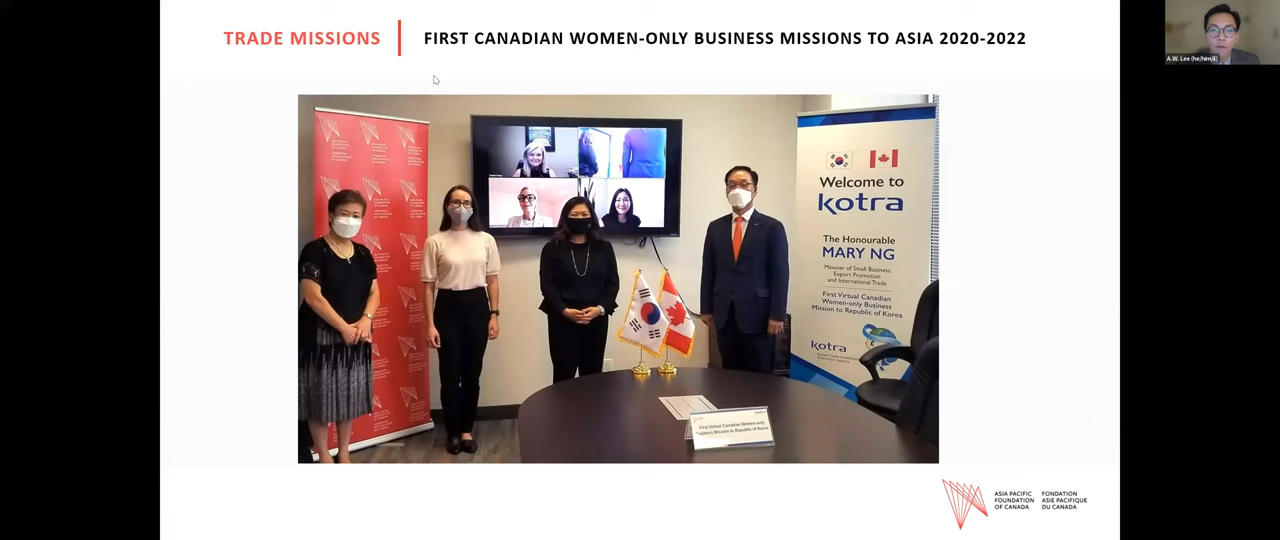 TRADE MISSIONS
FIRST CANADIAN WOMEN-ONLY BUSINESS MISSIONS TO ASIA 2020-2022
A.W. Lee (he/him/il)
Welcome to
kotra
The Honourable
MARY NG
Minister of Small Business,
Export Promotion
and International Trade
First Virtual Canadian
Women-only Business
Mission to Republic of Korea
kotra
kotra
First Virtual Canadian Women-only
Business Mission to Republic of Korea
ASIA PACIFIC
FOUNDATION
OF CANADA
FONDATION
ASIE PACIFIQUE
DU CANADA